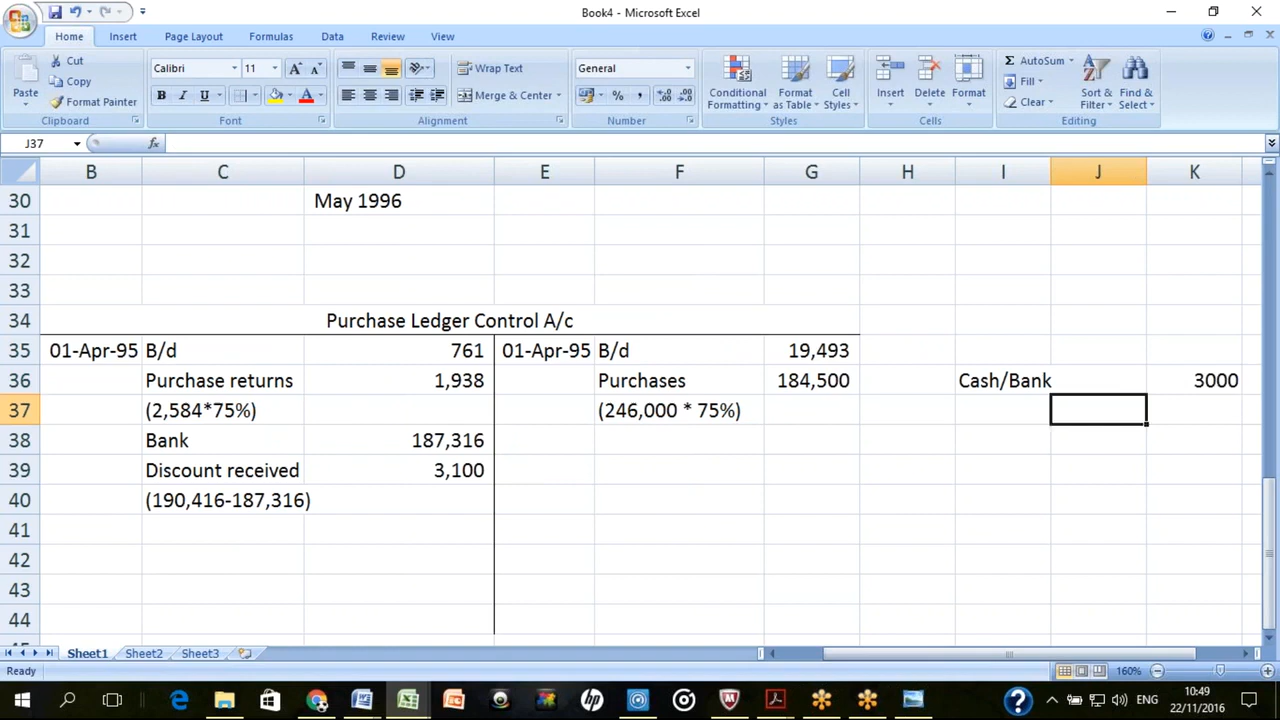 Book4 - Microsoft Excel
Home Insert Page Layout Formulas Data Review View
Paste Cut Copy Format Painter Clipboard
Calibri 11 A A B I U A Font
Wrap Text Merge & Center Alignment
General % , .0 .00 .00 .0 Number
Conditional Formatting Format as Table Cell Styles Styles
Insert Delete Format Cells
AutoSum Fill Clear Sort & Filter Find & Select Editing
J37 fx
B C D E F G H I J K
30 May 1996
31
32
33
34 Purchase Ledger Control A/c
35 01-Apr-95 B/d 761 01-Apr-95 B/d 19,493
36 Purchase returns 1,938 Purchases 184,500 Cash/Bank 3000
37 (2,584*75%) (246,000 * 75%)
38 Bank 187,316
39 Discount received 3,100
40 (190,416-187,316)
41
42
43
44
Sheet1 Sheet2 Sheet3
Ready 160%
ENG 10:49
22/11/2016